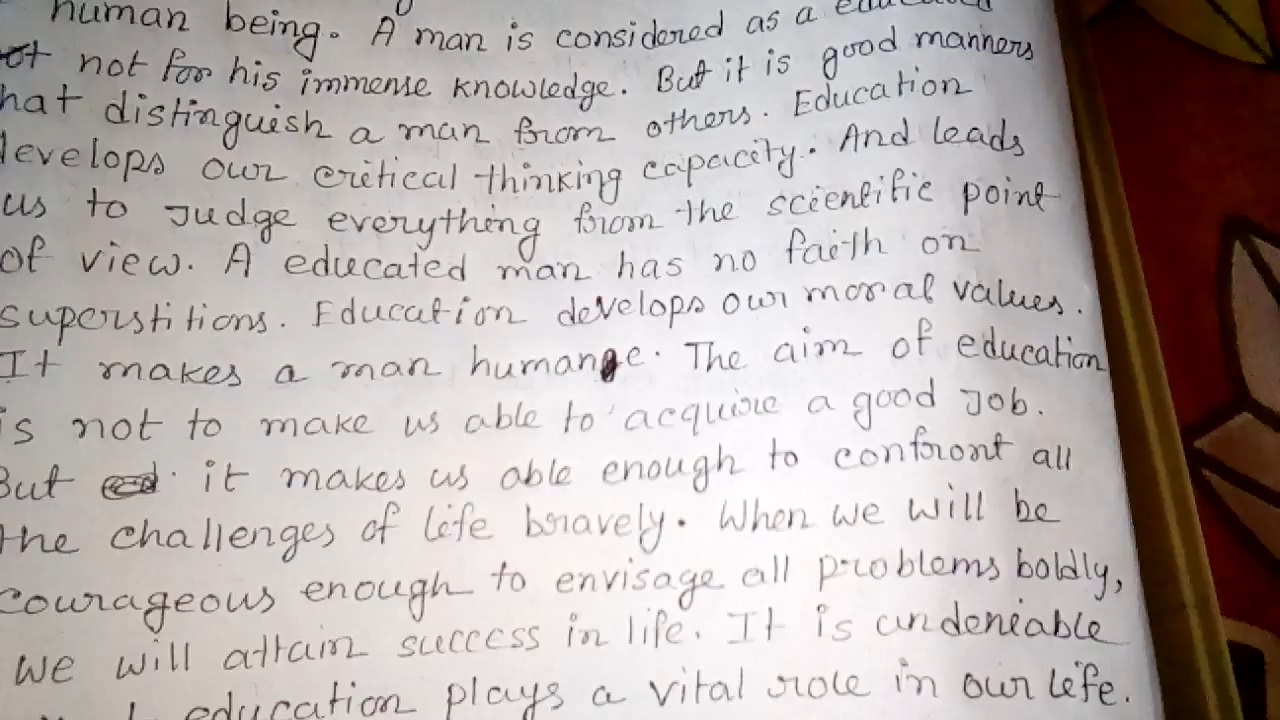 human being. A man is considered as a educated
not for his immense knowledge. But it is good manners
hat distinguish a man from others. Education
develops our critical thinking capacity. And leads
us to Judge everything from the scientific point
of view. A educated man has no faith on
superstitions. Education develops our moral values.
It makes a man humane. The aim of education
is not to make us able to acquire a good Job.
But it makes us able enough to confront all
the challenges of life bravely. When we will be
courageous enough to envisage all problems boldly,
we will attain success in life. It is undeniable
education plays a vital role in our life.